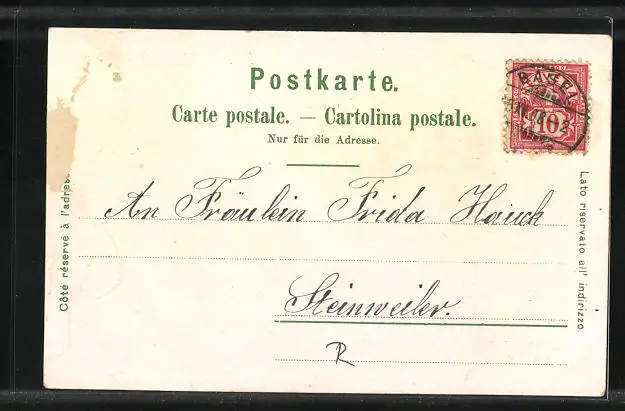 Postkarte.
Carte postale. — Cartolina postale.
Nur für die Adresse.
BASEL
10
An Fräulein Frida Hauck
Steinweiler.
R
Côté réservé à l'adresse
Lato riservato all' indirizzo.